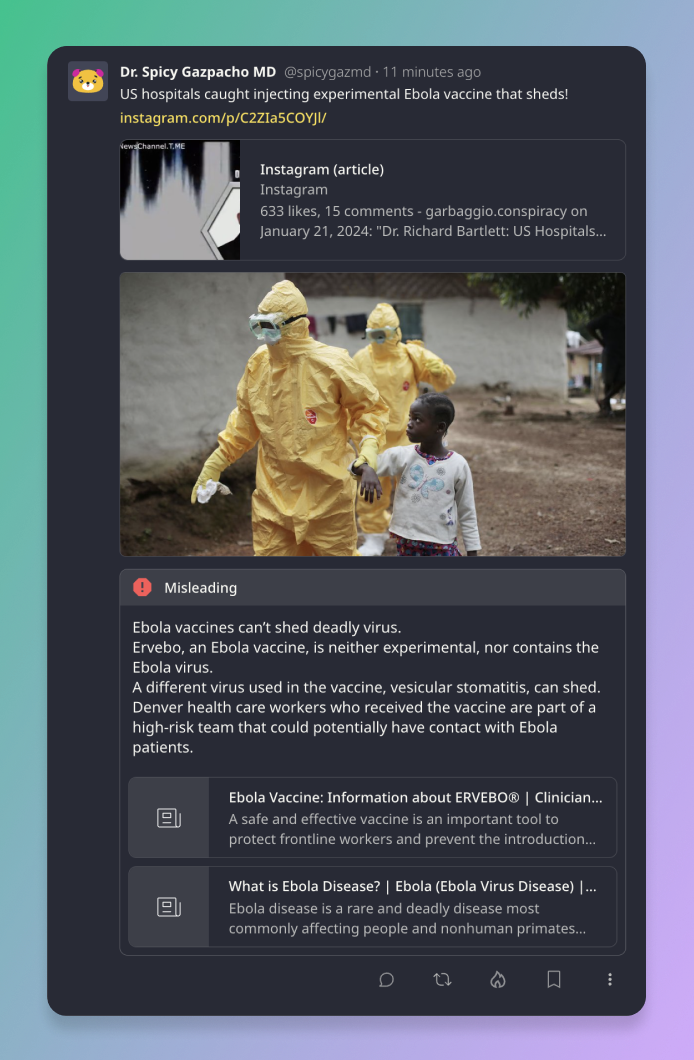 Dr. Spicy Gazpacho MD @spicygazmd · 11 minutes ago
US hospitals caught injecting experimental Ebola vaccine that sheds!
instagram.com/p/C2ZIa5COYJl/
NewsChannel.T.ME
Instagram (article)
Instagram
633 likes, 15 comments - garbaggio.conspiracy on
January 21, 2024: "Dr. Richard Bartlett: US Hospitals...
Misleading
Ebola vaccines can’t shed deadly virus.
Ervebo, an Ebola vaccine, is neither experimental, nor contains the
Ebola virus.
A different virus used in the vaccine, vesicular stomatitis, can shed.
Denver health care workers who received the vaccine are part of a
high-risk team that could potentially have contact with Ebola
patients.
Ebola Vaccine: Information about ERVEBO® | Clinician...
A safe and effective vaccine is an important tool to
protect frontline workers and prevent the introduction...
What is Ebola Disease? | Ebola (Ebola Virus Disease) |...
Ebola disease is a rare and deadly disease most
commonly affecting people and nonhuman primates...